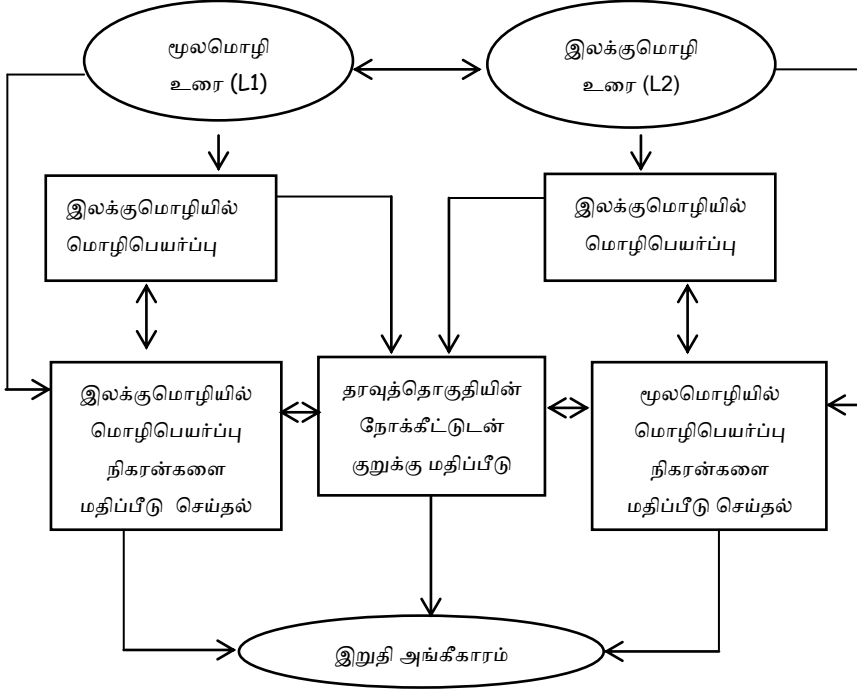 மூலமொழி
உரை (L1)
இலக்குமொழி
உரை (L2)
இலக்குமொழியில்
மொழிபெயர்ப்பு
இலக்குமொழியில்
மொழிபெயர்ப்பு
இலக்குமொழியில்
மொழிபெயர்ப்பு
நிகரன்களை
மதிப்பீடு செய்தல்
தரவுத்தொகுதியின்
நோக்கீட்டுடன்
குறுக்கு மதிப்பீடு
மூலமொழியில்
மொழிபெயர்ப்பு
நிகரன்களை
மதிப்பீடு செய்தல்
இறுதி அங்கீகாரம்